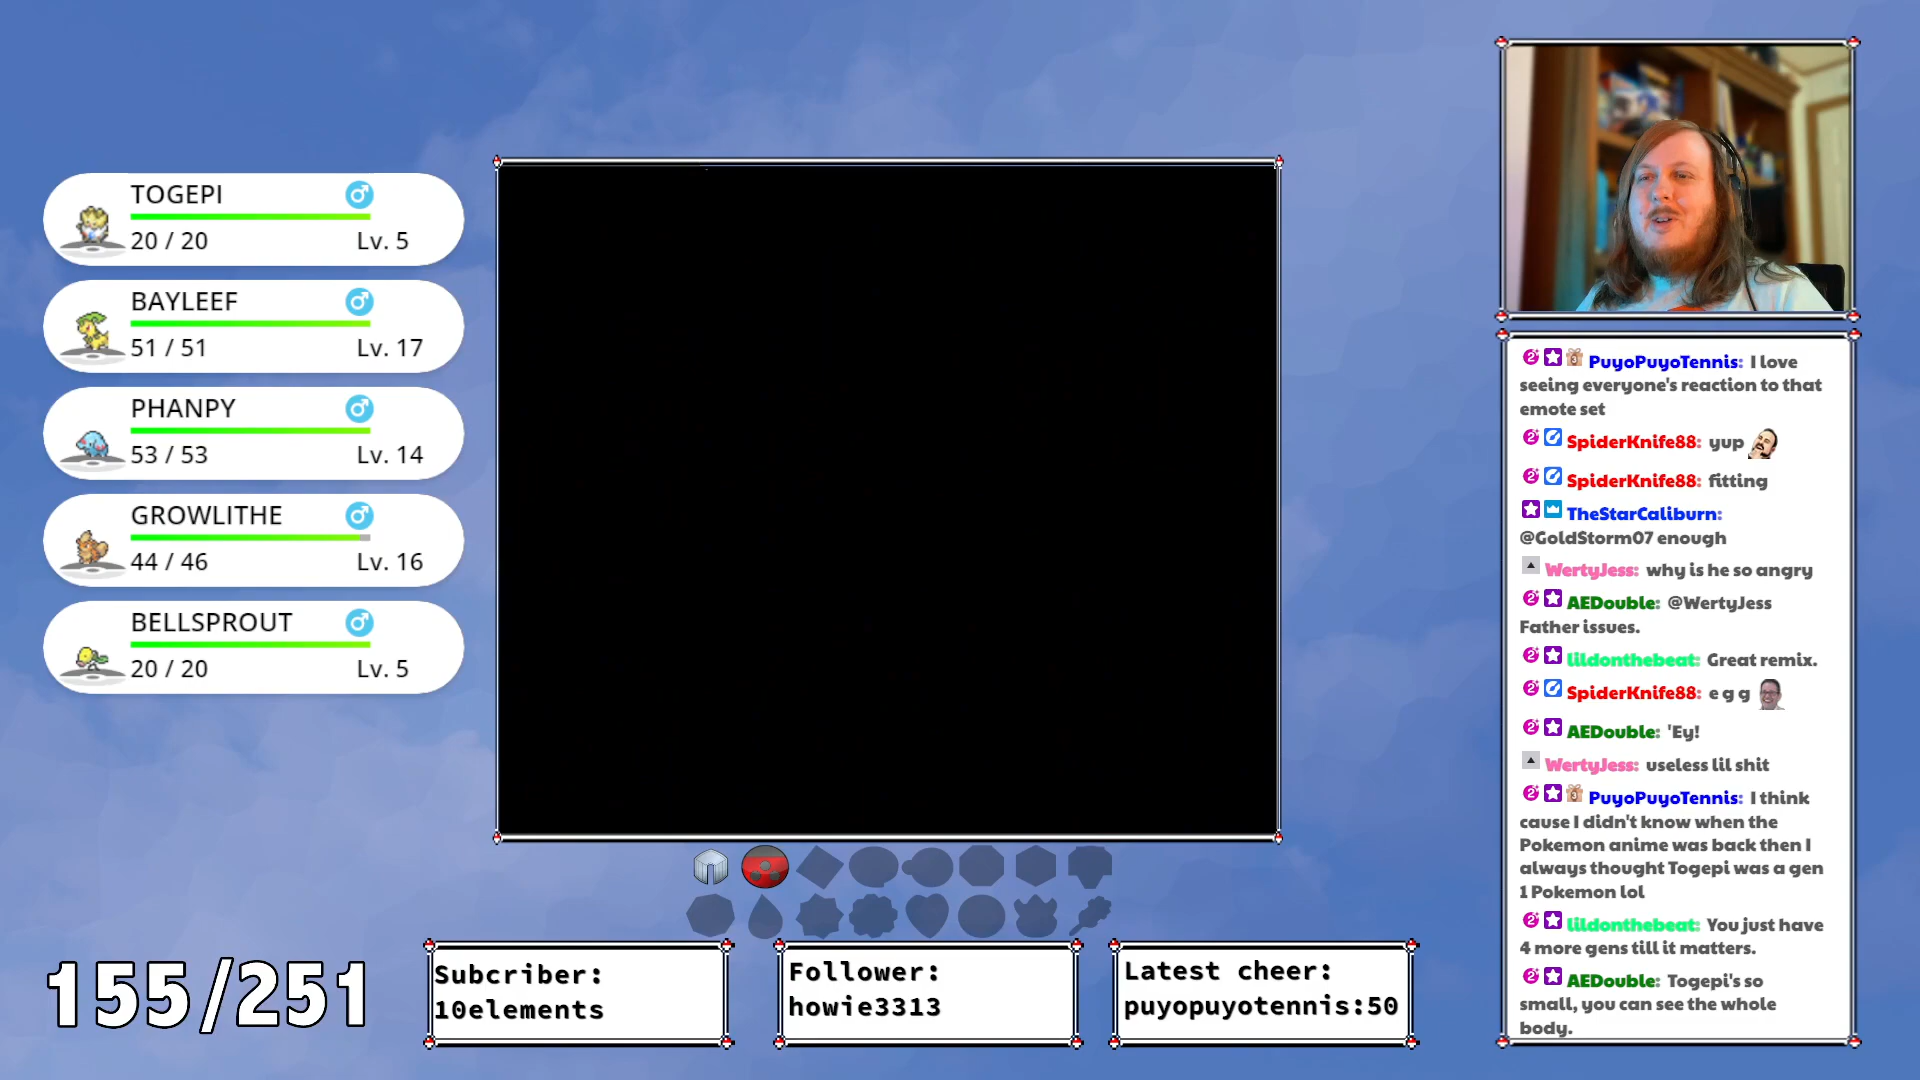 TOGEPI
20 / 20 Lv. 5
BAYLEEF
51 / 51 Lv. 17
PHANPY
53 / 53 Lv. 14
GROWLITHE
44 / 46 Lv. 16
BELLSPROUT
20 / 20 Lv. 5
PuyoPuyoTennis: I love
seeing everyone's reaction to that
emote set
SpiderKnife88: yup
SpiderKnife88: fitting
TheStarCaliburn:
@GoldStorm07 enough
WertyJess: why is he so angry
AEDouble: @WertyJess
Father issues.
lildonthebeat: Great remix.
SpiderKnife88: e g g
AEDouble: 'Ey!
WertyJess: useless lil shit
PuyoPuyoTennis: I think
cause I didn't know when the
Pokemon anime was back then I
always thought Togepi was a gen
1 Pokemon lol
lildonthebeat: You just have
4 more gens till it matters.
AEDouble: Togepi's so
small, you can see the whole
body.
155/251
Subcriber:
10elements
Follower:
howie3313
Latest cheer:
puyopuyotennis:50